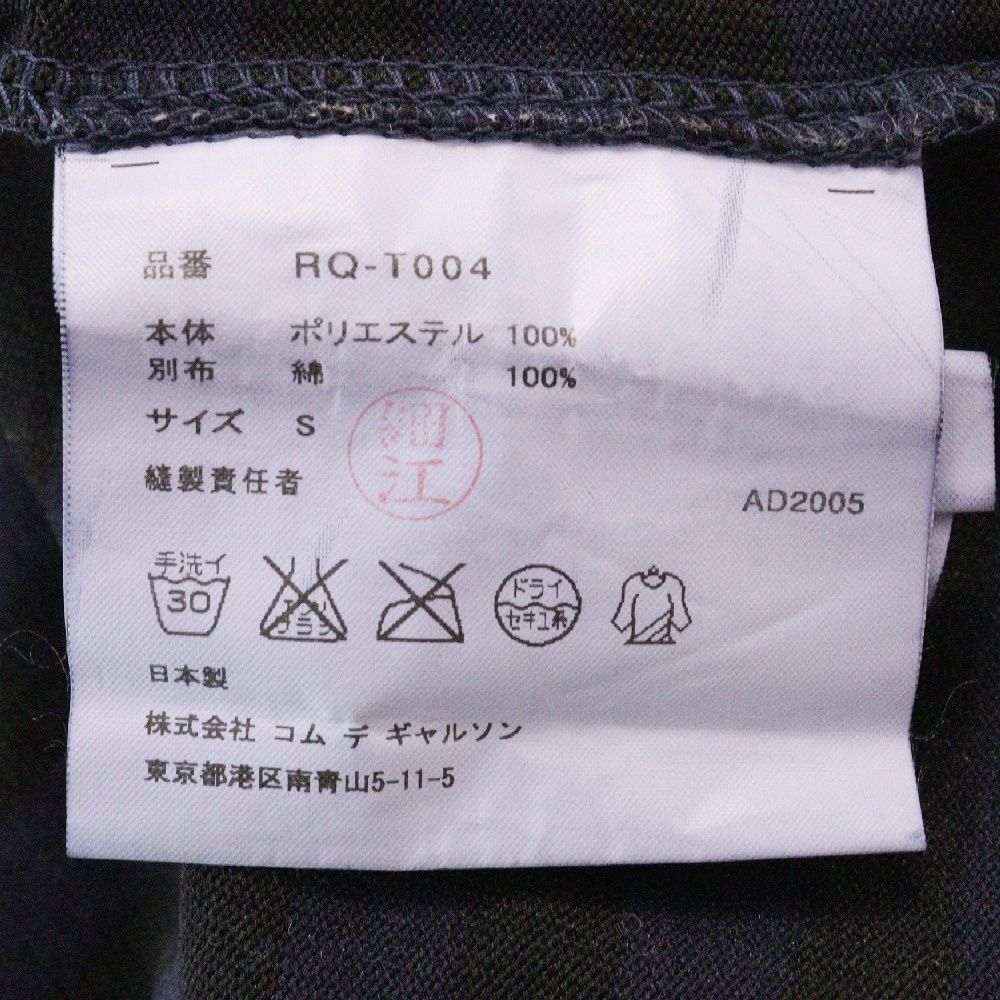 品番 RQ-T004
本体 ポリエステル 100%
別布 綿 100%
サイズ S
細江
縫製責任者
AD2005
手洗イ
30
エンソ
ドライ
セキユ系
日本製
株式会社 コム デ ギャルソン
東京都港区南青山5-11-5